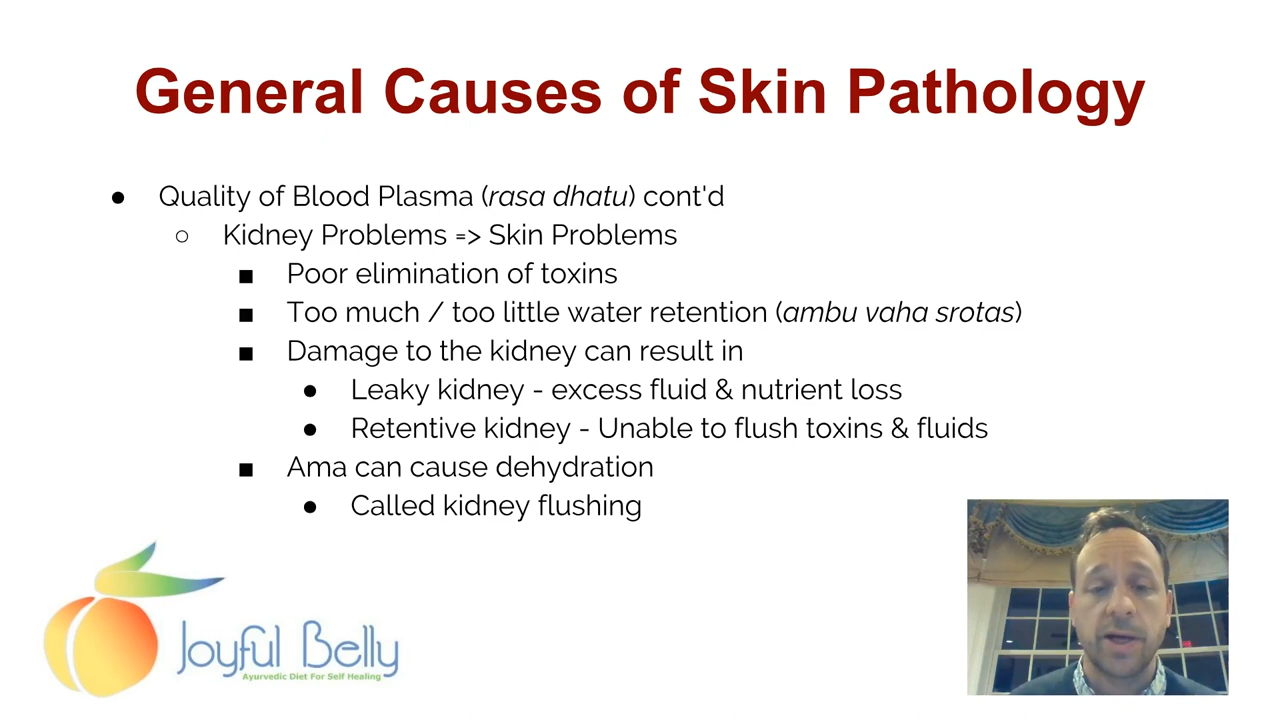 General Causes of Skin Pathology
● Quality of Blood Plasma (rasa dhatu) cont'd
○ Kidney Problems => Skin Problems
■ Poor elimination of toxins
■ Too much / too little water retention (ambu vaha srotas)
■ Damage to the kidney can result in
● Leaky kidney - excess fluid & nutrient loss
● Retentive kidney - Unable to flush toxins & fluids
■ Ama can cause dehydration
● Called kidney flushing
Joyful Belly
Ayurvedic Diet For Self Healing